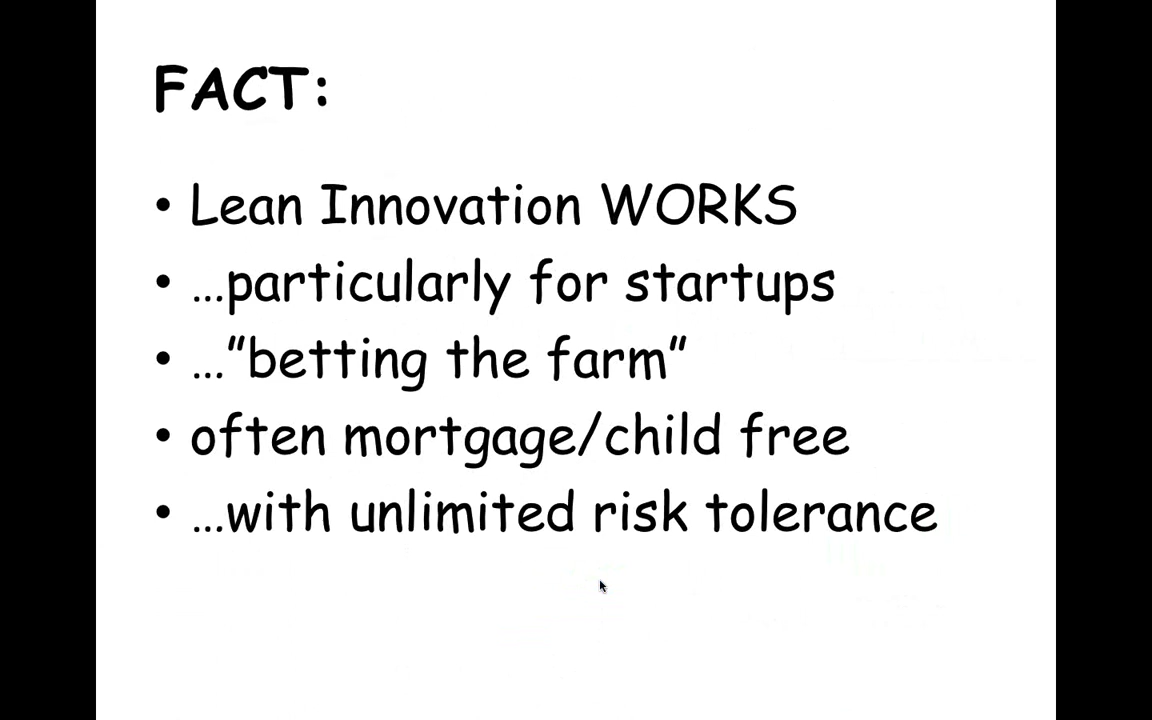 FACT:
• Lean Innovation WORKS
• …particularly for startups
• …”betting the farm”
• often mortgage/child free
• …with unlimited risk tolerance